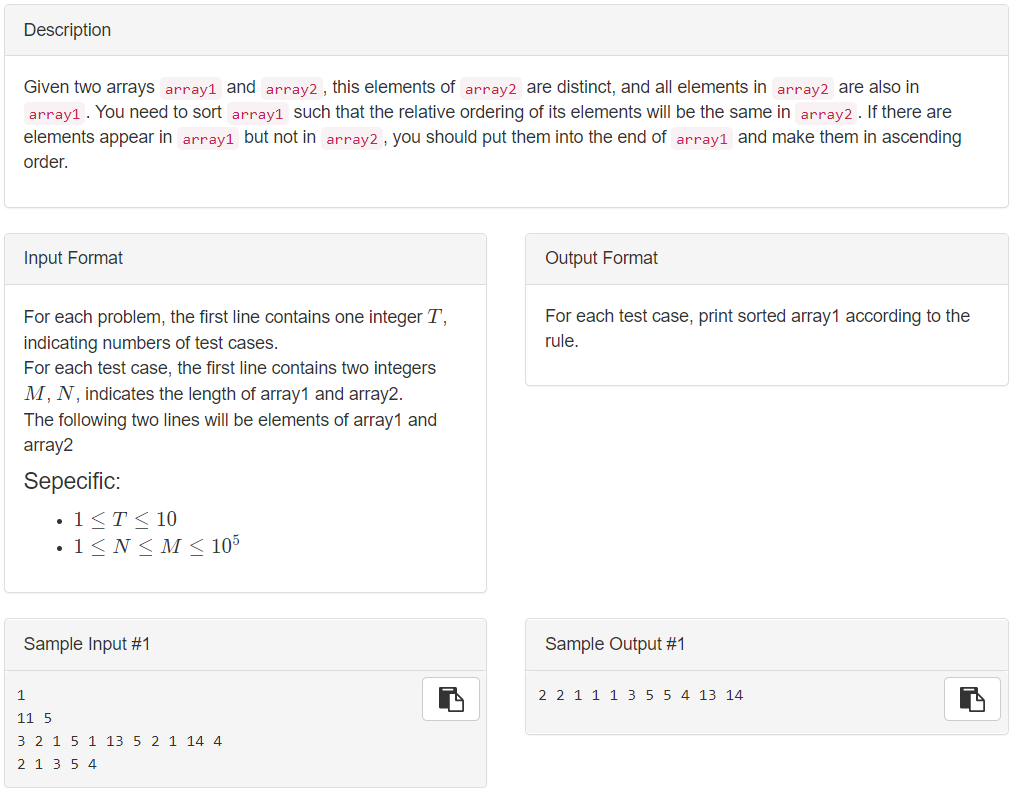 Description
Given two arrays array1 and array2 , this elements of array2 are distinct, and all elements in array2 are also in
array1 . You need to sort array1 such that the relative ordering of its elements will be the same in array2 . If there are
elements appear in array1 but not in array2 , you should put them into the end of array1 and make them in ascending
order.
Input Format
For each problem, the first line contains one integer T,
indicating numbers of test cases.
For each test case, the first line contains two integers
M, N, indicates the length of array1 and array2.
The following two lines will be elements of array1 and
array2
Sepecific:
• 1 ≤ T ≤ 10
• 1 ≤ N ≤ M ≤ 10⁵
Output Format
For each test case, print sorted array1 according to the
rule.
Sample Input #1
1
11 5
3 2 1 5 1 13 5 2 1 14 4
2 1 3 5 4
Sample Output #1
2 2 1 1 1 3 5 5 4 13 14